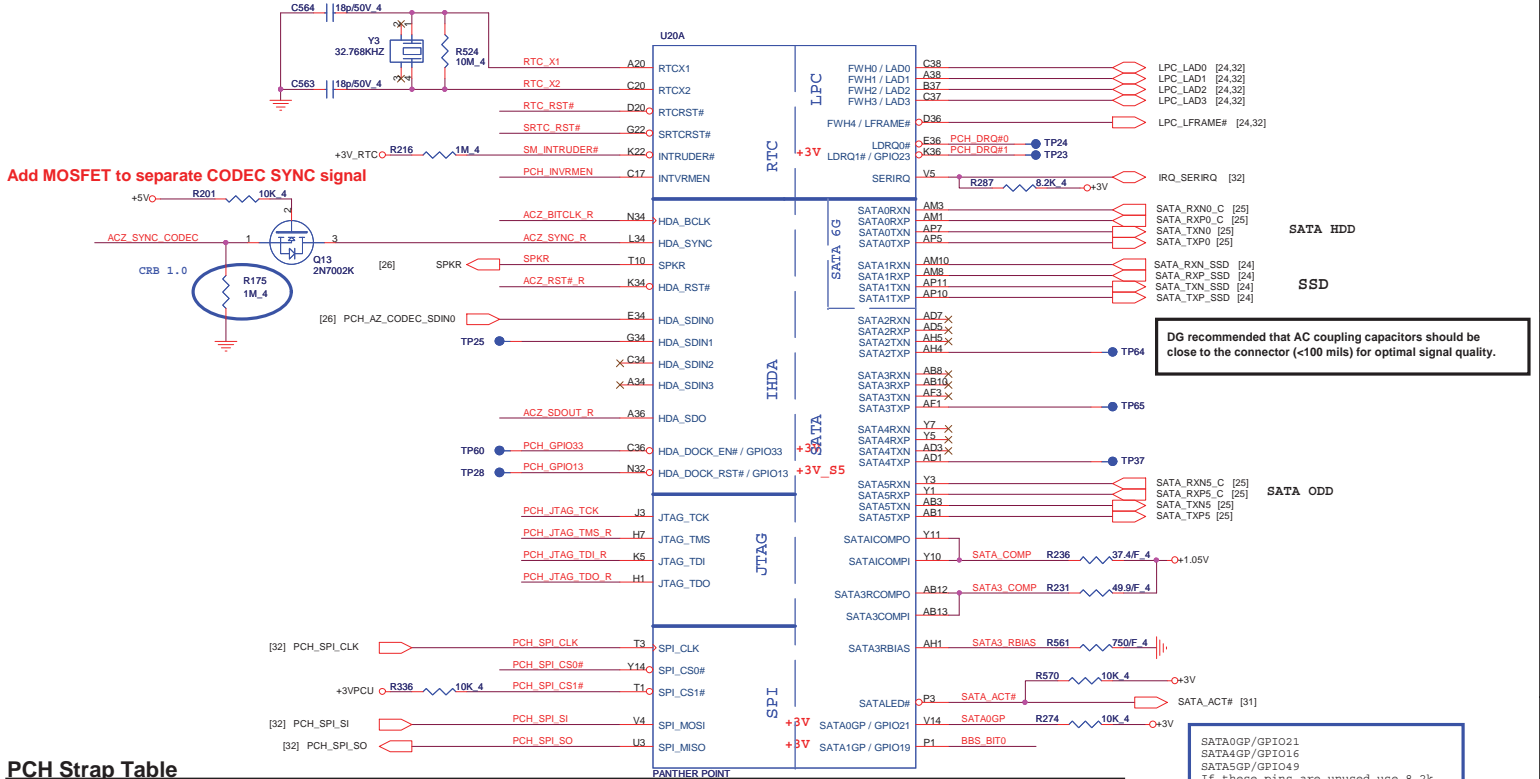 C564 18p/50V_4
Y3
32.768KHZ
2 1
3 4
R524
10M_4
C563 18p/50V_4
U20A
RTC_X1 A20 RTCX1
RTC_X2 C20 RTCX2
RTC_RST# D20 RTCRST#
SRTC_RST# G22 SRTCRST#
+3V_RTC R216 1M_4 SM_INTRUDER# K22 INTRUDER#
PCH_INVRMEN C17 INTVRMEN
RTC
LPC
FWH0 / LAD0 C38 LPC_LAD0 [24,32]
FWH1 / LAD1 A38 LPC_LAD1 [24,32]
FWH2 / LAD2 B37 LPC_LAD2 [24,32]
FWH3 / LAD3 C37 LPC_LAD3 [24,32]
FWH4 / LFRAME# D36 LPC_LFRAME# [24,32]
LDRQ0# E36 PCH_DRQ#0 TP24
+3V LDRQ1# / GPIO23 K36 PCH_DRQ#1 TP23
SERIRQ V5 IRQ_SERIRQ [32]
R287 8.2K_4 +3V
Add MOSFET to separate CODEC SYNC signal
+5V R201 10K_4
2
ACZ_SYNC_CODEC 1 3 ACZ_SYNC_R L34 HDA_SYNC
Q13
2N7002K
CRB 1.0
R175
1M_4
ACZ_BITCLK_R N34 HDA_BCLK
[26] SPKR SPKR T10 SPKR
ACZ_RST#_R K34 HDA_RST#
[26] PCH_AZ_CODEC_SDIN0 E34 HDA_SDIN0
TP25 G34 HDA_SDIN1
C34 HDA_SDIN2
A34 HDA_SDIN3
ACZ_SDOUT_R A36 HDA_SDO
TP60 PCH_GPIO33 C36 HDA_DOCK_EN# / GPIO33 +3V
TP28 PCH_GPIO13 N32 HDA_DOCK_RST# / GPIO13 +3V_S5
IHDA
SATA 6G
SATA
SATA0RXN AM3 SATA_RXN0_C [25]
SATA0RXP AM1 SATA_RXP0_C [25]
SATA0TXN AP7 SATA_TXN0 [25]
SATA0TXP AP5 SATA_TXP0 [25]
SATA HDD
SATA1RXN AM10 SATA_RXN_SSD [24]
SATA1RXP AM8 SATA_RXP_SSD [24]
SATA1TXN AP11 SATA_TXN_SSD [24]
SATA1TXP AP10 SATA_TXP_SSD [24]
SSD
SATA2RXN AD7
SATA2RXP AD5
SATA2TXN AH5
SATA2TXP AH4 TP64
DG recommended that AC coupling capacitors should be
close to the connector (<100 mils) for optimal signal quality.
SATA3RXN AB8
SATA3RXP AB10
SATA3TXN AF3
SATA3TXP AF1 TP65
SATA4RXN Y7
SATA4RXP Y5
SATA4TXN AD3
SATA4TXP AD1 TP37
SATA5RXN Y3 SATA_RXN5_C [25]
SATA5RXP Y1 SATA_RXP5_C [25]
SATA5TXN AB3 SATA_TXN5 [25]
SATA5TXP AB1 SATA_TXP5 [25]
SATA ODD
SATAICOMPO Y11
SATAICOMPI Y10 SATA_COMP R236 37.4/F_4 +1.05V
SATA3RCOMPO AB12 SATA3_COMP R231 49.9/F_4
SATA3COMPI AB13
SATA3RBIAS AH1 SATA3_RBIAS R561 750/F_4
R570 10K_4 +3V
SATALED# P3 SATA_ACT# SATA_ACT# [31]
+3V SATA0GP / GPIO21 V14 SATA0GP R274 10K_4 +3V
+3V SATA1GP / GPIO19 P1 BBS_BIT0
PCH_JTAG_TCK J3 JTAG_TCK
PCH_JTAG_TMS_R H7 JTAG_TMS
PCH_JTAG_TDI_R K5 JTAG_TDI
PCH_JTAG_TDO_R H1 JTAG_TDO
JTAG
[32] PCH_SPI_CLK PCH_SPI_CLK T3 SPI_CLK
PCH_SPI_CS0# Y14 SPI_CS0#
+3VPCU R336 10K_4 PCH_SPI_CS1# T1 SPI_CS1#
[32] PCH_SPI_SI PCH_SPI_SI V4 SPI_MOSI
[32] PCH_SPI_SO PCH_SPI_SO U3 SPI_MISO
SPI
PANTHER POINT
PCH Strap Table
SATA0GP/GPIO21
SATA4GP/GPIO16
SATA5GP/GPIO49
If these pins are unused use 8.2k